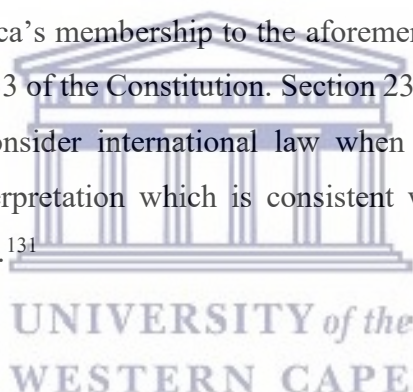 ca’s membership to the aforemen
3 of the Constitution. Section 23
onsider international law when
erpretation which is consistent
.131
UNIVERSITY of the
WESTERN CAPE